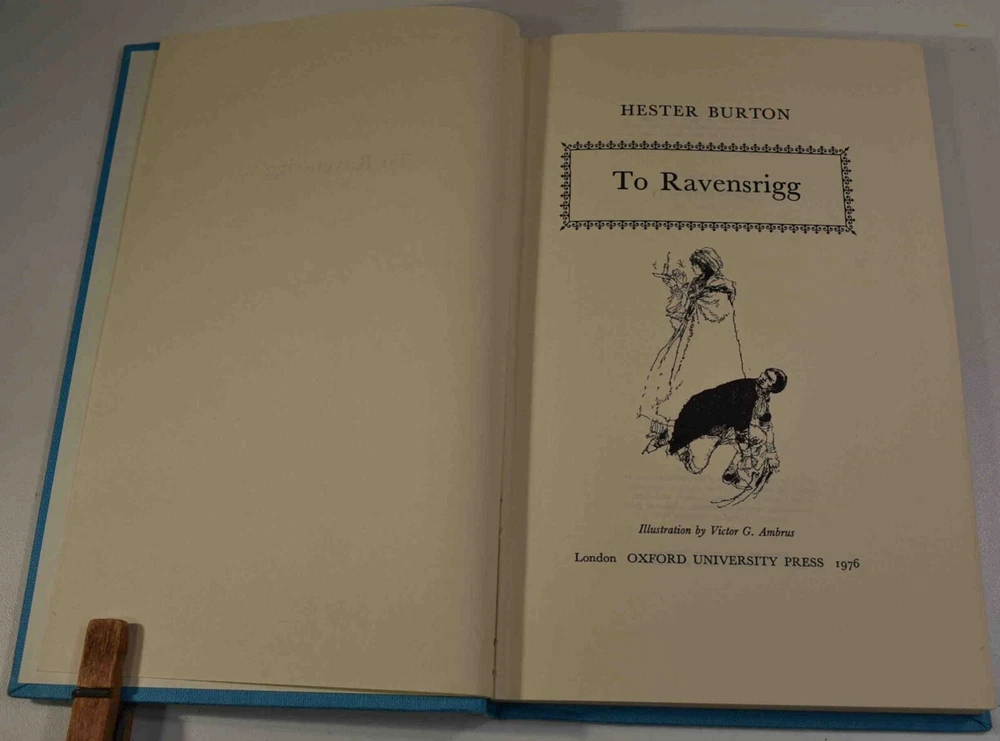 HESTER BURTON
To Ravensrigg
Illustration by Victor G. Ambrus
London OXFORD UNIVERSITY PRESS 1976